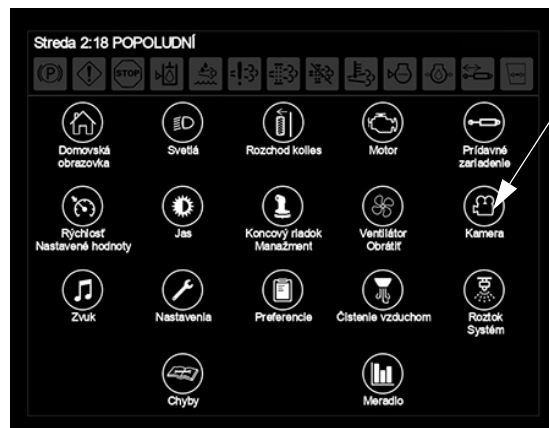 Streda 2:18 POPOLUDNÍ
(P) STOP
Domovská
obrazovka
Svetlá
Rozchod kolies
Motor
Prídavné
zariadenie
Rýchlosť
Nastavené hodnoty
Jas
Koncový riadok
Manažment
Ventilátor
Obrátiť
Kamera
Zvuk
Nastavenia
Preferencie
Čistenie vzduchom
Roztok
Systém
Chyby
Meradlo